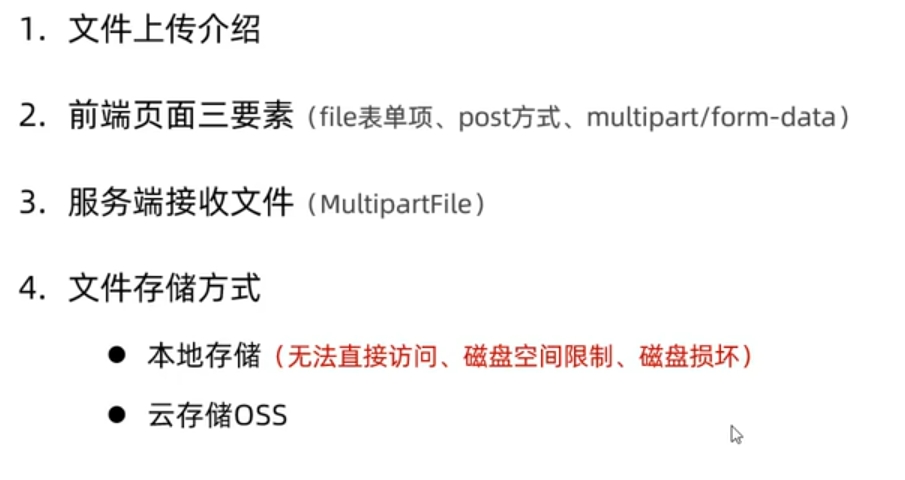 1. 文件上传介绍
2. 前端页面三要素（file表单项、post方式、multipart/form-data）
3. 服务端接收文件（MultipartFile）
4. 文件存储方式
● 本地存储（无法直接访问、磁盘空间限制、磁盘损坏）
● 云存储OSS